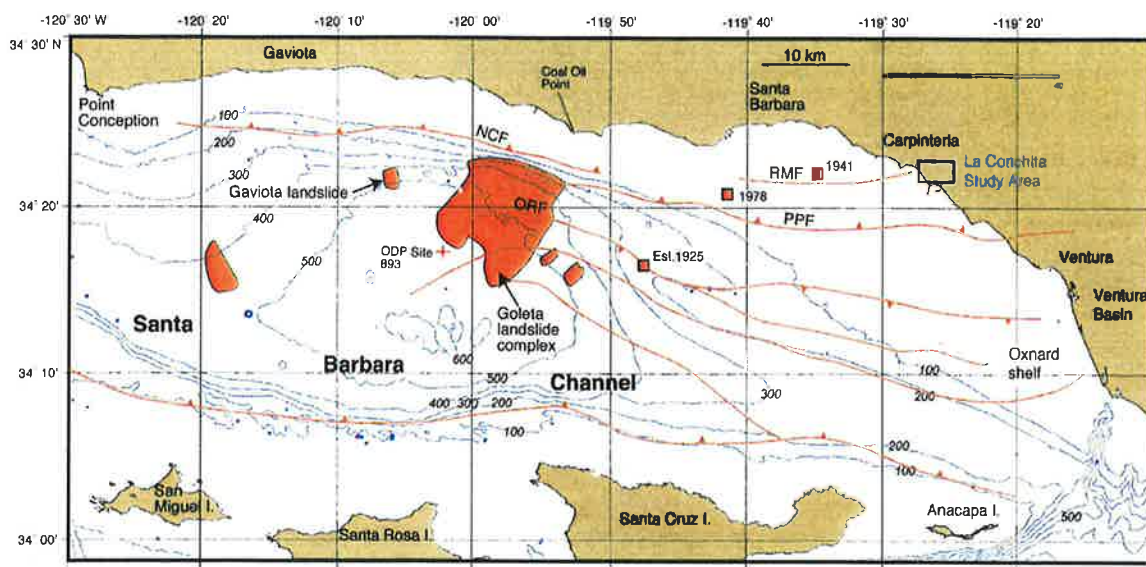 -120° 30' W
-120° 20'
-120° 10'
-120° 00'
-119° 50'
-119° 40'
-119° 30'
-119° 20'
34° 30' N
Gaviota
10 km
Coal Oil
Point
Santa
Barbara
40
Point
Conception
100
200
300
NCF
Carpinteria
1941
RMF
La Conchita
Study Area
Gaviota landslide
1978
34° 20'
400
ORF
PPF
ODP Site
893
500
Est.1925
Ventura
Goleta
landslide
complex
Ventura
Basin
Santa
600
Oxnard
shelf
34° 10'
Barbara
500
Channel
100
200
400
300
200
300
100
200
100
San
Miguel I.
Santa Rosa I.
Santa Cruz I.
Anacapa I.
500
34° 00'